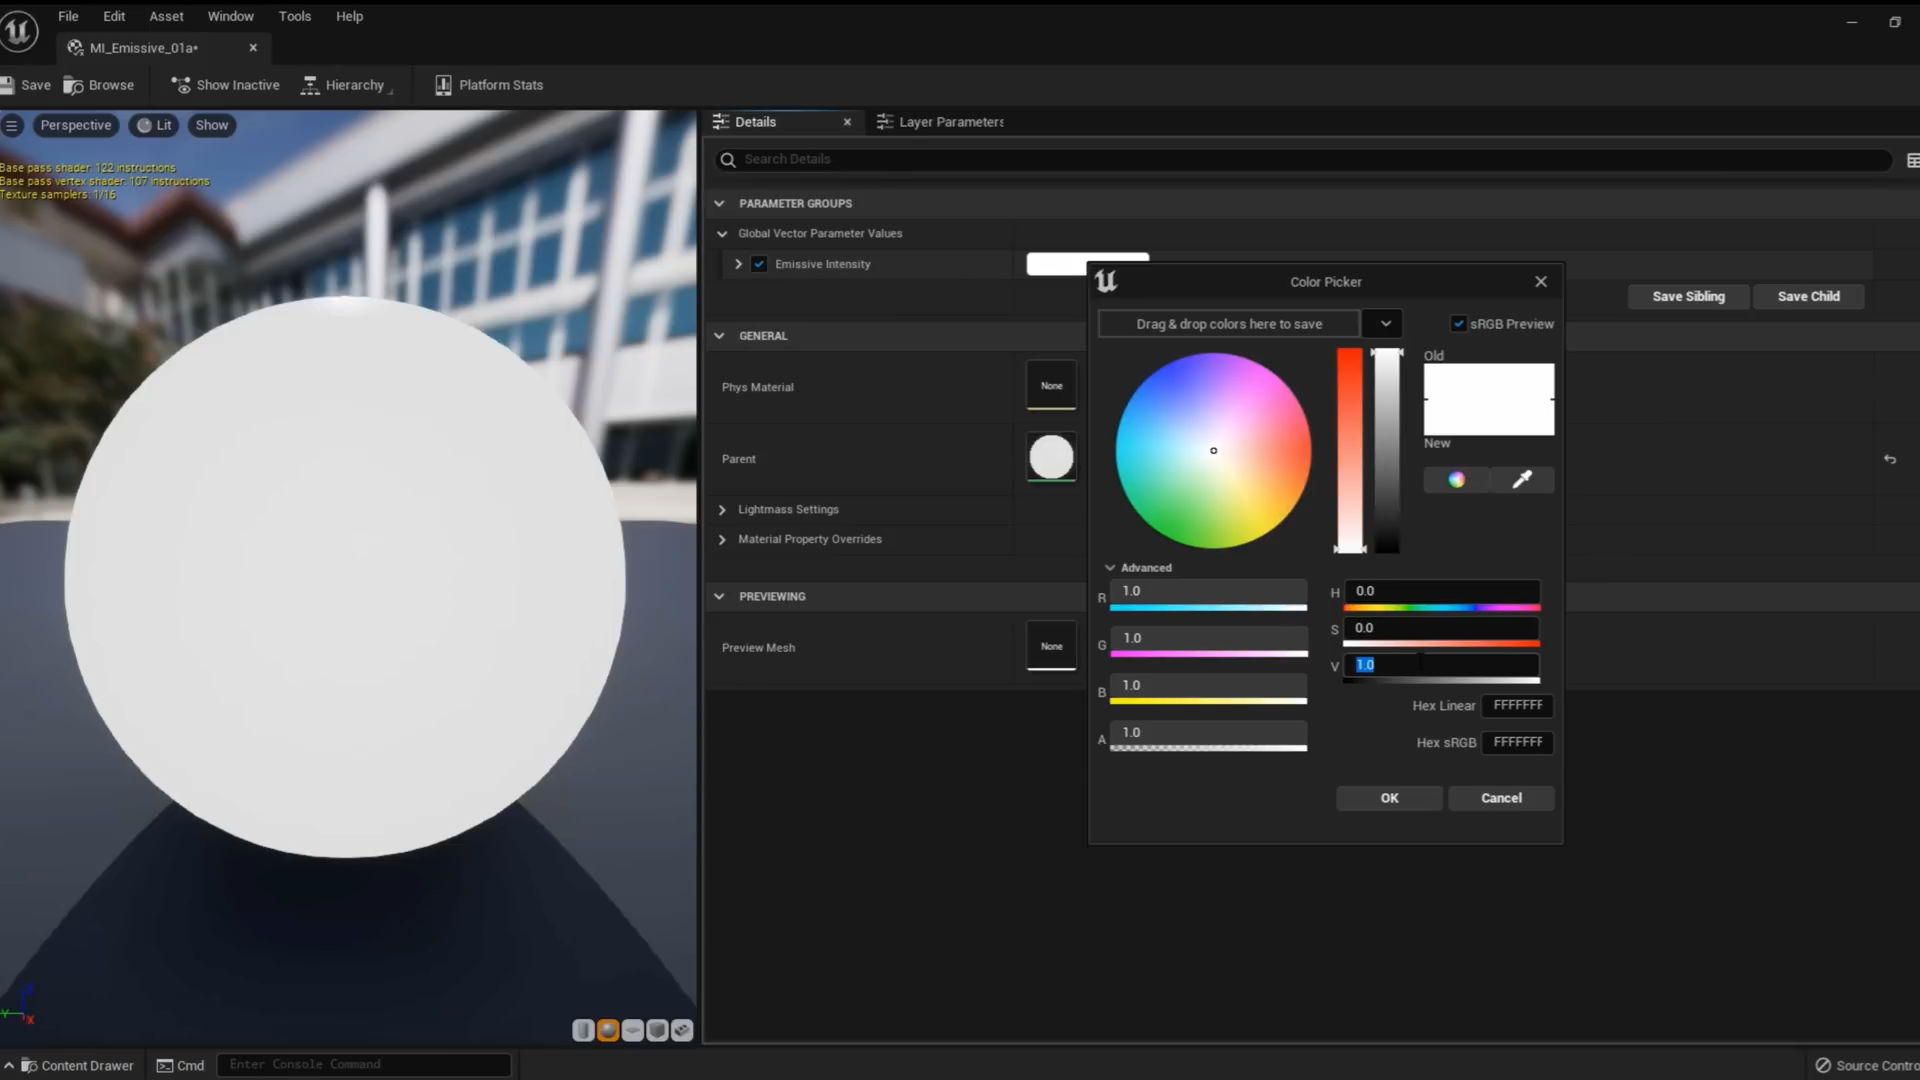 File Edit Asset Window Tools Help
MI_Emissive_01a*
Save Browse Show Inactive Hierarchy Platform Stats
Perspective Lit Show
Base pass shader: 122 instructions
Base pass vertex shader: 107 instructions
Texture samplers: 1/16
Details Layer Parameters
Search Details
PARAMETER GROUPS
Global Vector Parameter Values
Emissive Intensity
Save Sibling Save Child
GENERAL
Phys Material None
Parent
Lightmass Settings
Material Property Overrides
PREVIEWING
Preview Mesh None
Color Picker
Drag & drop colors here to save
sRGB Preview
Old
New
Advanced
R 1.0
G 1.0
B 1.0
A 1.0
H 0.0
S 0.0
V 1.0
Hex Linear FFFFFFF
Hex sRGB FFFFFFF
OK Cancel
Y X
Content Drawer Cmd Enter Console Command
Source Contro